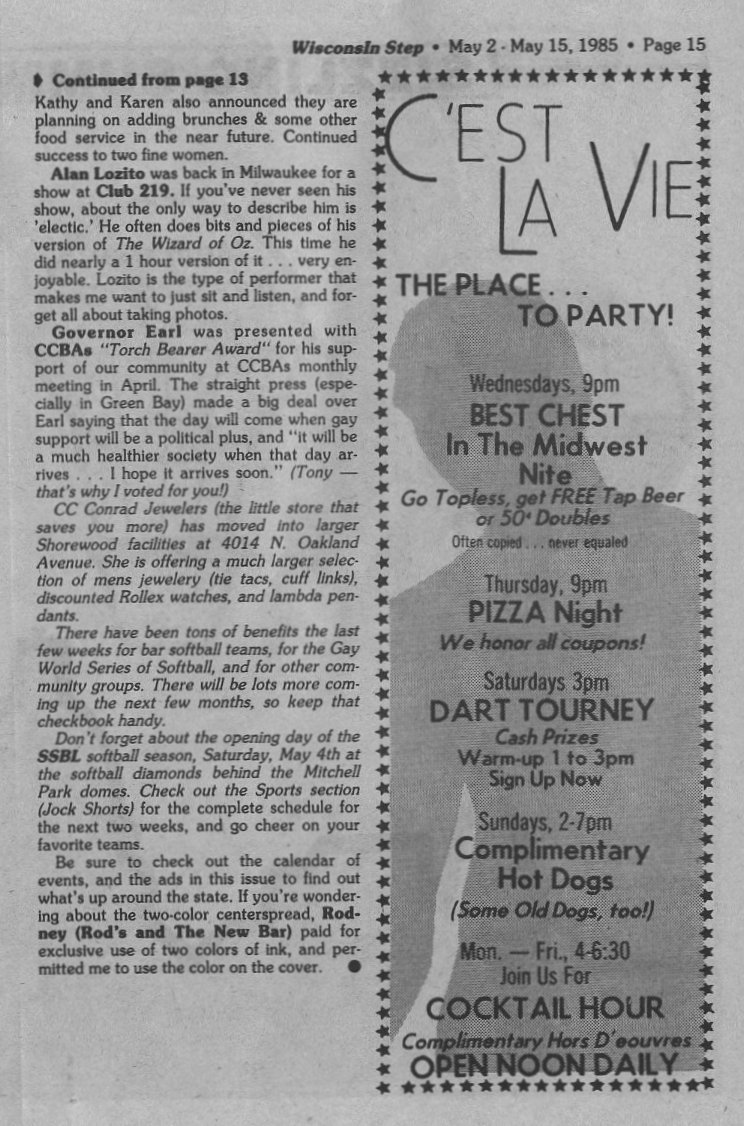 Wisconsin Step • May 2 - May 15, 1985 • Page 15
Continued from page 13
Kathy and Karen also announced they are
planning on adding brunches & some other
food service in the near future. Continued
success to two fine women.
Alan Lozito was back in Milwaukee for a
show at Club 219. If you've never seen his
show, about the only way to describe him is
'electic.' He often does bits and pieces of his
version of The Wizard of Oz. This time he
did nearly a 1 hour version of it . . . very en-
joyable. Lozito is the type of performer that
makes me want to just sit and listen, and for-
get all about taking photos.
Governor Earl was presented with
CCBAs "Torch Bearer Award" for his sup-
port of our community at CCBAs monthly
meeting in April. The straight press (espe-
cially in Green Bay) made a big deal over
Earl saying that the day will come when gay
support will be a political plus, and "it will be
a much healthier society when that day ar-
rives . . . I hope it arrives soon." (Tony —
that's why I voted for you!)
CC Conrad Jewelers (the little store that
saves you more) has moved into larger
Shorewood facilities at 4014 N. Oakland
Avenue. She is offering a much larger selec-
tion of mens jewelery (tie tacs, cuff links),
discounted Rollex watches, and lambda pen-
dants.
There have been tons of benefits the last
few weeks for bar softball teams, for the Gay
World Series of Softball, and for other com-
munity groups. There will be lots more com-
ing up the next few months, so keep that
checkbook handy.
Don't forget about the opening day of the
SSBL softball season, Saturday, May 4th at
the softball diamonds behind the Mitchell
Park domes. Check out the Sports section
(Jock Shorts) for the complete schedule for
the next two weeks, and go cheer on your
favorite teams.
Be sure to check out the calendar of
events, and the ads in this issue to find out
what's up around the state. If you're wonder-
ing about the two-color centerspread, Rod-
ney (Rod's and The New Bar) paid for
exclusive use of two colors of ink, and per-
mitted me to use the color on the cover.
C'EST
LA VIE
THE PLACE . . .
TO PARTY!
Wednesdays, 9pm
BEST CHEST
In The Midwest
Nite
Go Topless, get FREE Tap Beer
or 50¢ Doubles
Often copied . . . never equaled
Thursday, 9pm
PIZZA Night
We honor all coupons!
Saturdays 3pm
DART TOURNEY
Cash Prizes
Warm-up 1 to 3pm
Sign Up Now
Sundays, 2-7pm
Complimentary
Hot Dogs
(Some Old Dogs, too!)
Mon. — Fri., 4-6:30
Join Us For
COCKTAIL HOUR
Complimentary Hors D'eouvres
OPEN NOON DAILY